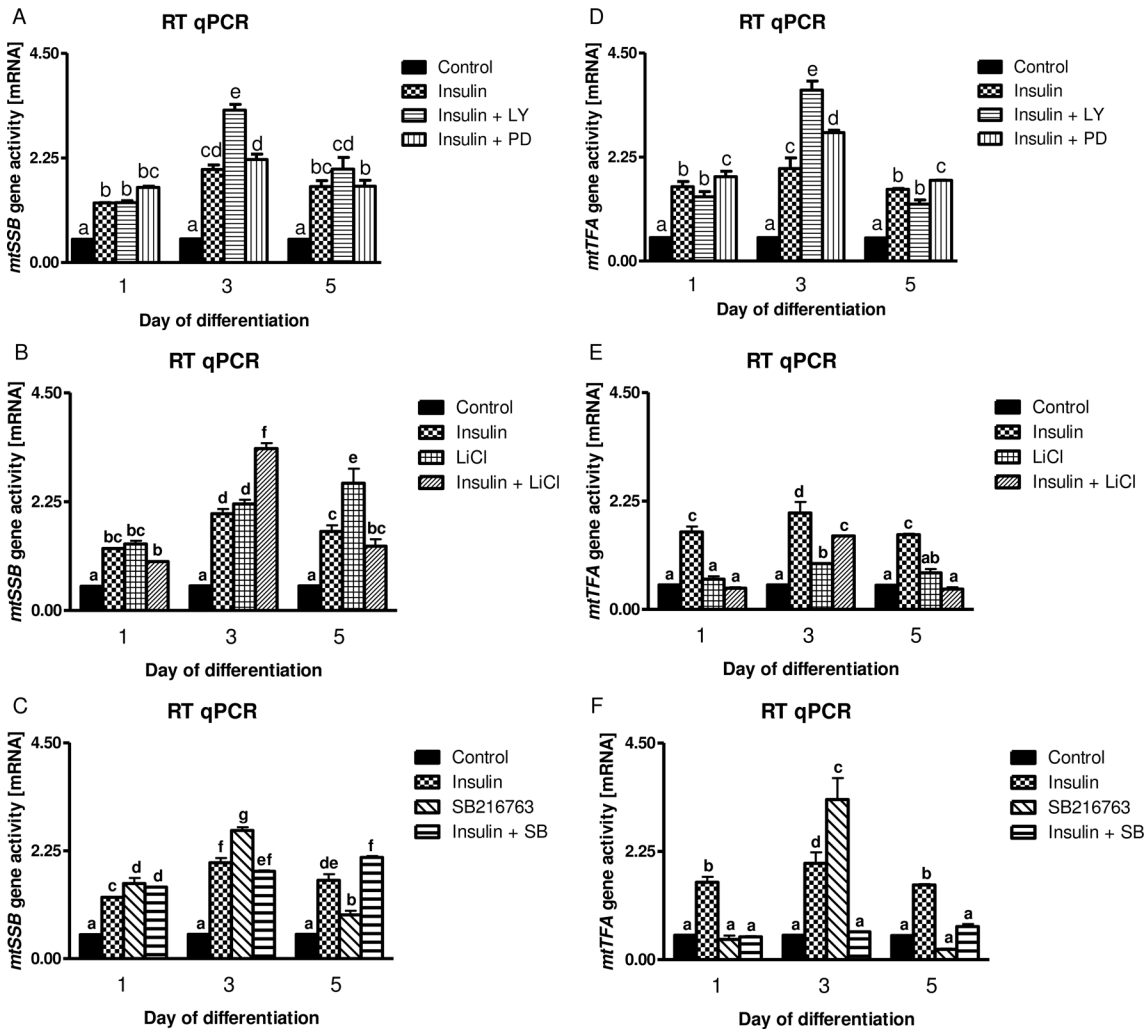 A
RT qPCR
mtSSB gene activity [mRNA]
4.50
2.25
0.00
a b b bc
a cd e d
a bc cd b
1 3 5
Day of differentiation
Control
Insulin
Insulin + LY
Insulin + PD
D
RT qPCR
mtTFA gene activity [mRNA]
4.50
2.25
0.00
a b b c
a c e d
a b b c
1 3 5
Day of differentiation
Control
Insulin
Insulin + LY
Insulin + PD
B
RT qPCR
mtSSB gene activity [mRNA]
4.50
2.25
0.00
a bc bc b
a d d f
a c e bc
1 3 5
Day of differentiation
Control
Insulin
LiCl
Insulin + LiCl
E
RT qPCR
mtTFA gene activity [mRNA]
4.50
2.25
0.00
a c a a
a d b c
a c ab a
1 3 5
Day of differentiation
Control
Insulin
LiCl
Insulin + LiCl
C
RT qPCR
mtSSB gene activity [mRNA]
4.50
2.25
0.00
a c d d
a f g ef
a de b f
1 3 5
Day of differentiation
Control
Insulin
SB216763
Insulin + SB
F
RT qPCR
mtTFA gene activity [mRNA]
4.50
2.25
0.00
a b a a
a d c a
a b a a
1 3 5
Day of differentiation
Control
Insulin
SB216763
Insulin + SB